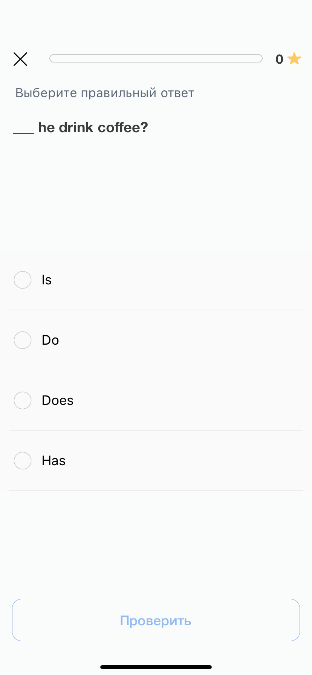 0
Выберите правильный ответ
___ he drink coffee?
Is
Do
Does
Has
Проверить